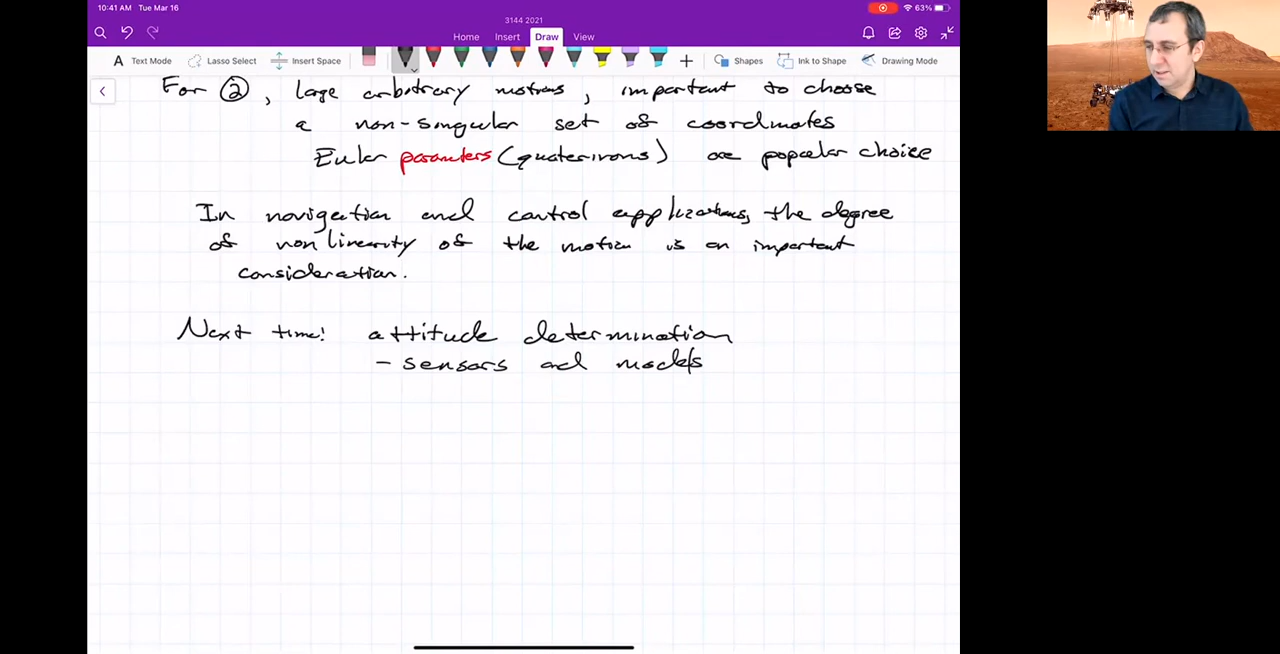 10:41 AM Tue Mar 16
63%
3144 2021
Home Insert Draw View
A Text Mode Lasso Select Insert Space Shapes Ink to Shape Drawing Mode
For ②, large arbitrary motions, important to choose
a non-singular set of coordinates
Euler parameters (quaterirons) are popular choice
In navigation and control applications, the degree
of nonlinearity of the motion is an important
consideration.
Next time: attitude determination
- sensors and models